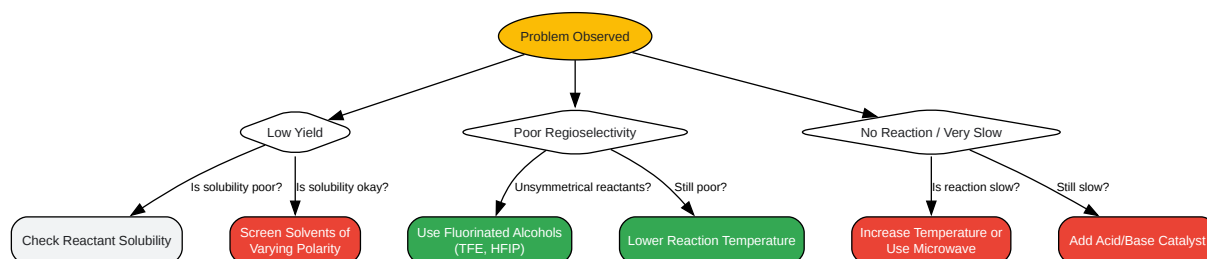 Problem Observed
Low Yield
Poor Regioselectivity
No Reaction / Very Slow
Is solubility poor?
Is solubility okay?
Unsymmetrical reactants?
Still poor?
Is reaction slow?
Still slow?
Check Reactant Solubility
Screen Solvents of
Varying Polarity
Use Fluorinated Alcohols
(TFE, HFIP)
Lower Reaction Temperature
Increase Temperature or
Use Microwave
Add Acid/Base Catalyst